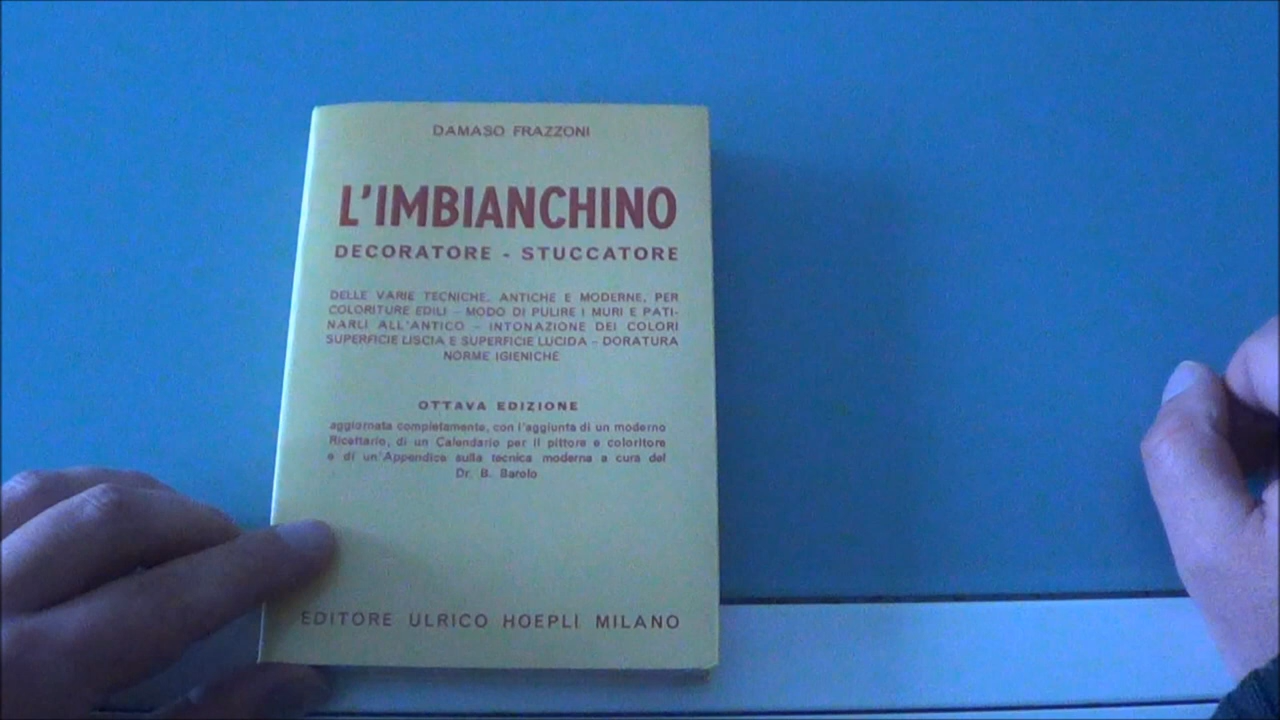 DAMASO FRAZZONI
L'IMBIANCHINO
DECORATORE - STUCCATORE
DELLE VARIE TECNICHE, ANTICHE E MODERNE, PER
COLORITURE EDILI - MODO DI PULIRE I MURI E PATI-
NARLI ALL'ANTICO - INTONAZIONE DEI COLORI
SUPERFICIE LISCIA E SUPERFICIE LUCIDA - DORATURA
NORME IGIENICHE
OTTAVA EDIZIONE
aggiornata completamente, con l'aggiunta di un moderno
Ricettario, di un Calendario per il pittore e coloritore
e di un'Appendice sulla tecnica moderna a cura del
Dr. B. Barolo
EDITORE ULRICO HOEPLI MILANO